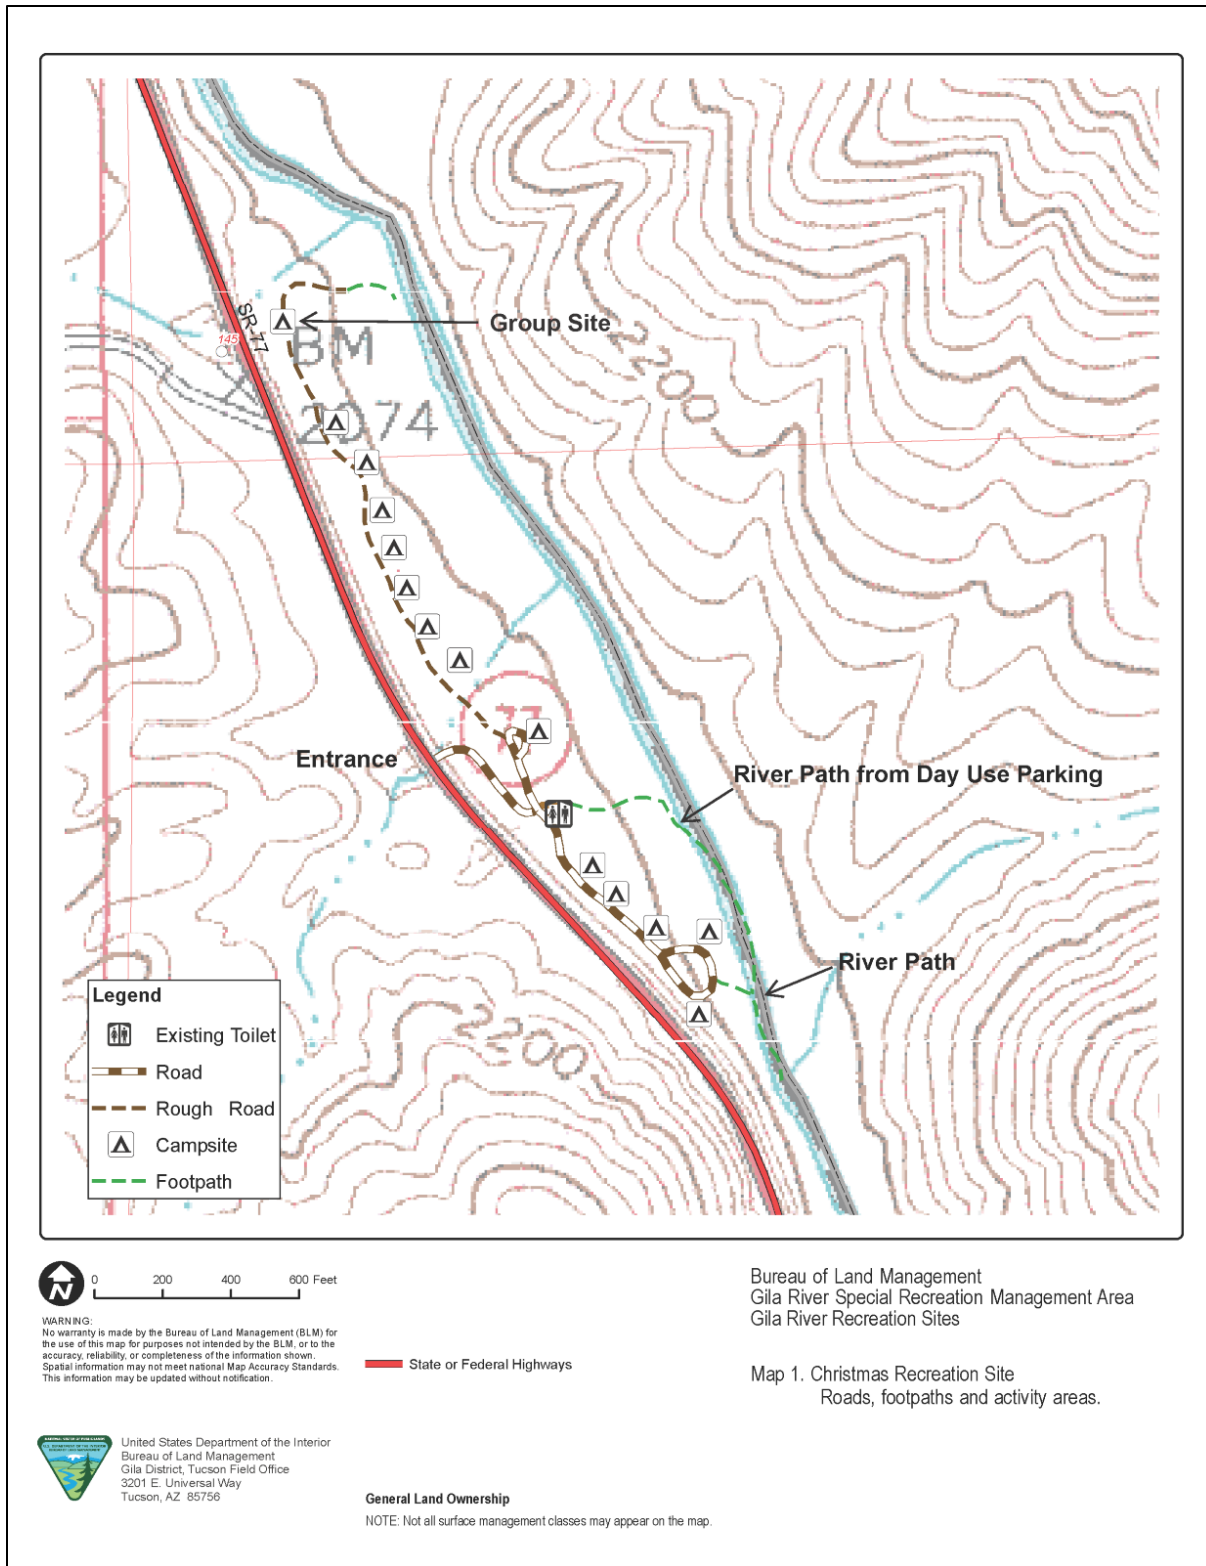 SR 77
145
Group Site
BM
2074
2200
77
Entrance
River Path from Day Use Parking
River Path
2200
Legend
Existing Toilet
Road
Rough Road
Campsite
Footpath
N
0 200 400 600 Feet
WARNING:
No warranty is made by the Bureau of Land Management (BLM) for
the use of this map for purposes not intended by the BLM, or to the
accuracy, reliability, or completeness of the information shown.
Spatial information may not meet national Map Accuracy Standards.
This information may be updated without notification.
State or Federal Highways
Bureau of Land Management
Gila River Special Recreation Management Area
Gila River Recreation Sites
Map 1. Christmas Recreation Site
Roads, footpaths and activity areas.
United States Department of the Interior
Bureau of Land Management
Gila District, Tucson Field Office
3201 E. Universal Way
Tucson, AZ 85756
General Land Ownership
NOTE: Not all surface management classes may appear on the map.